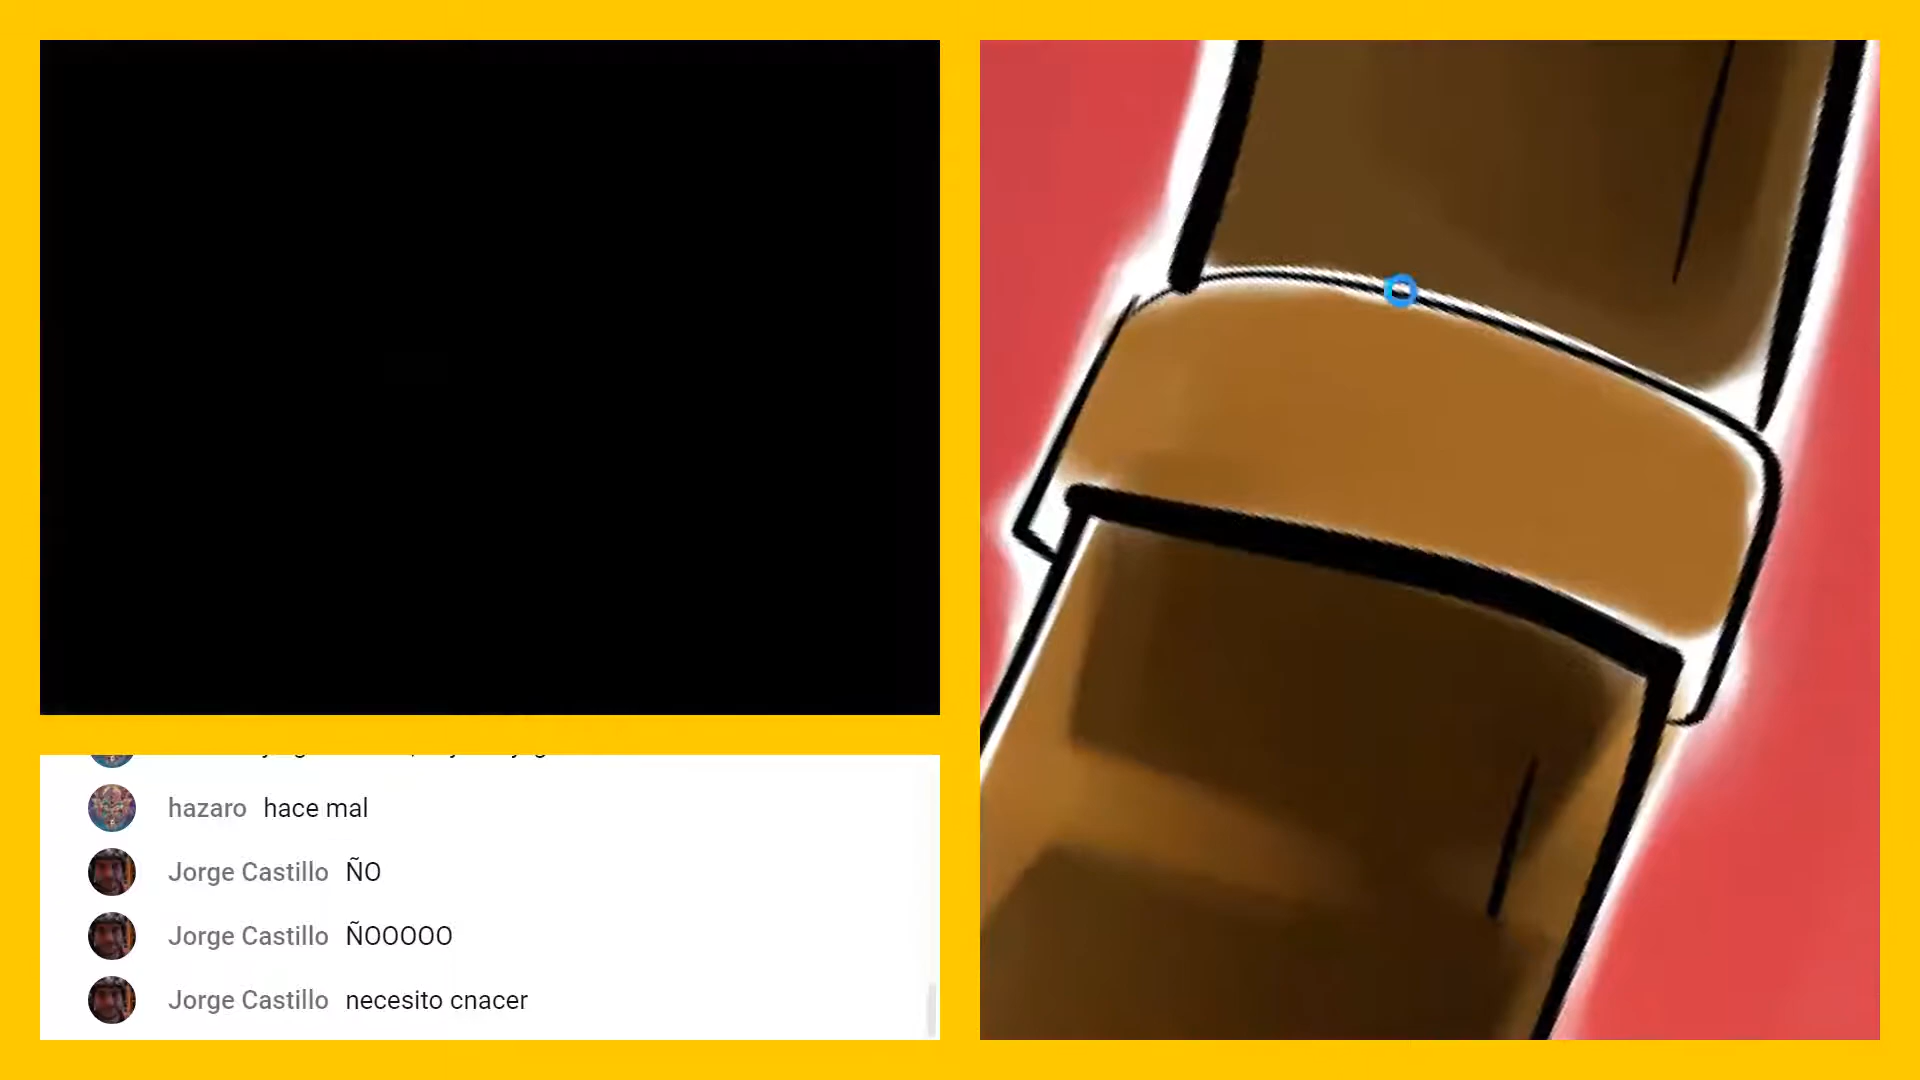 hazaro hace mal
Jorge Castillo ÑO
Jorge Castillo ÑOOOOO
Jorge Castillo necesito cnacer